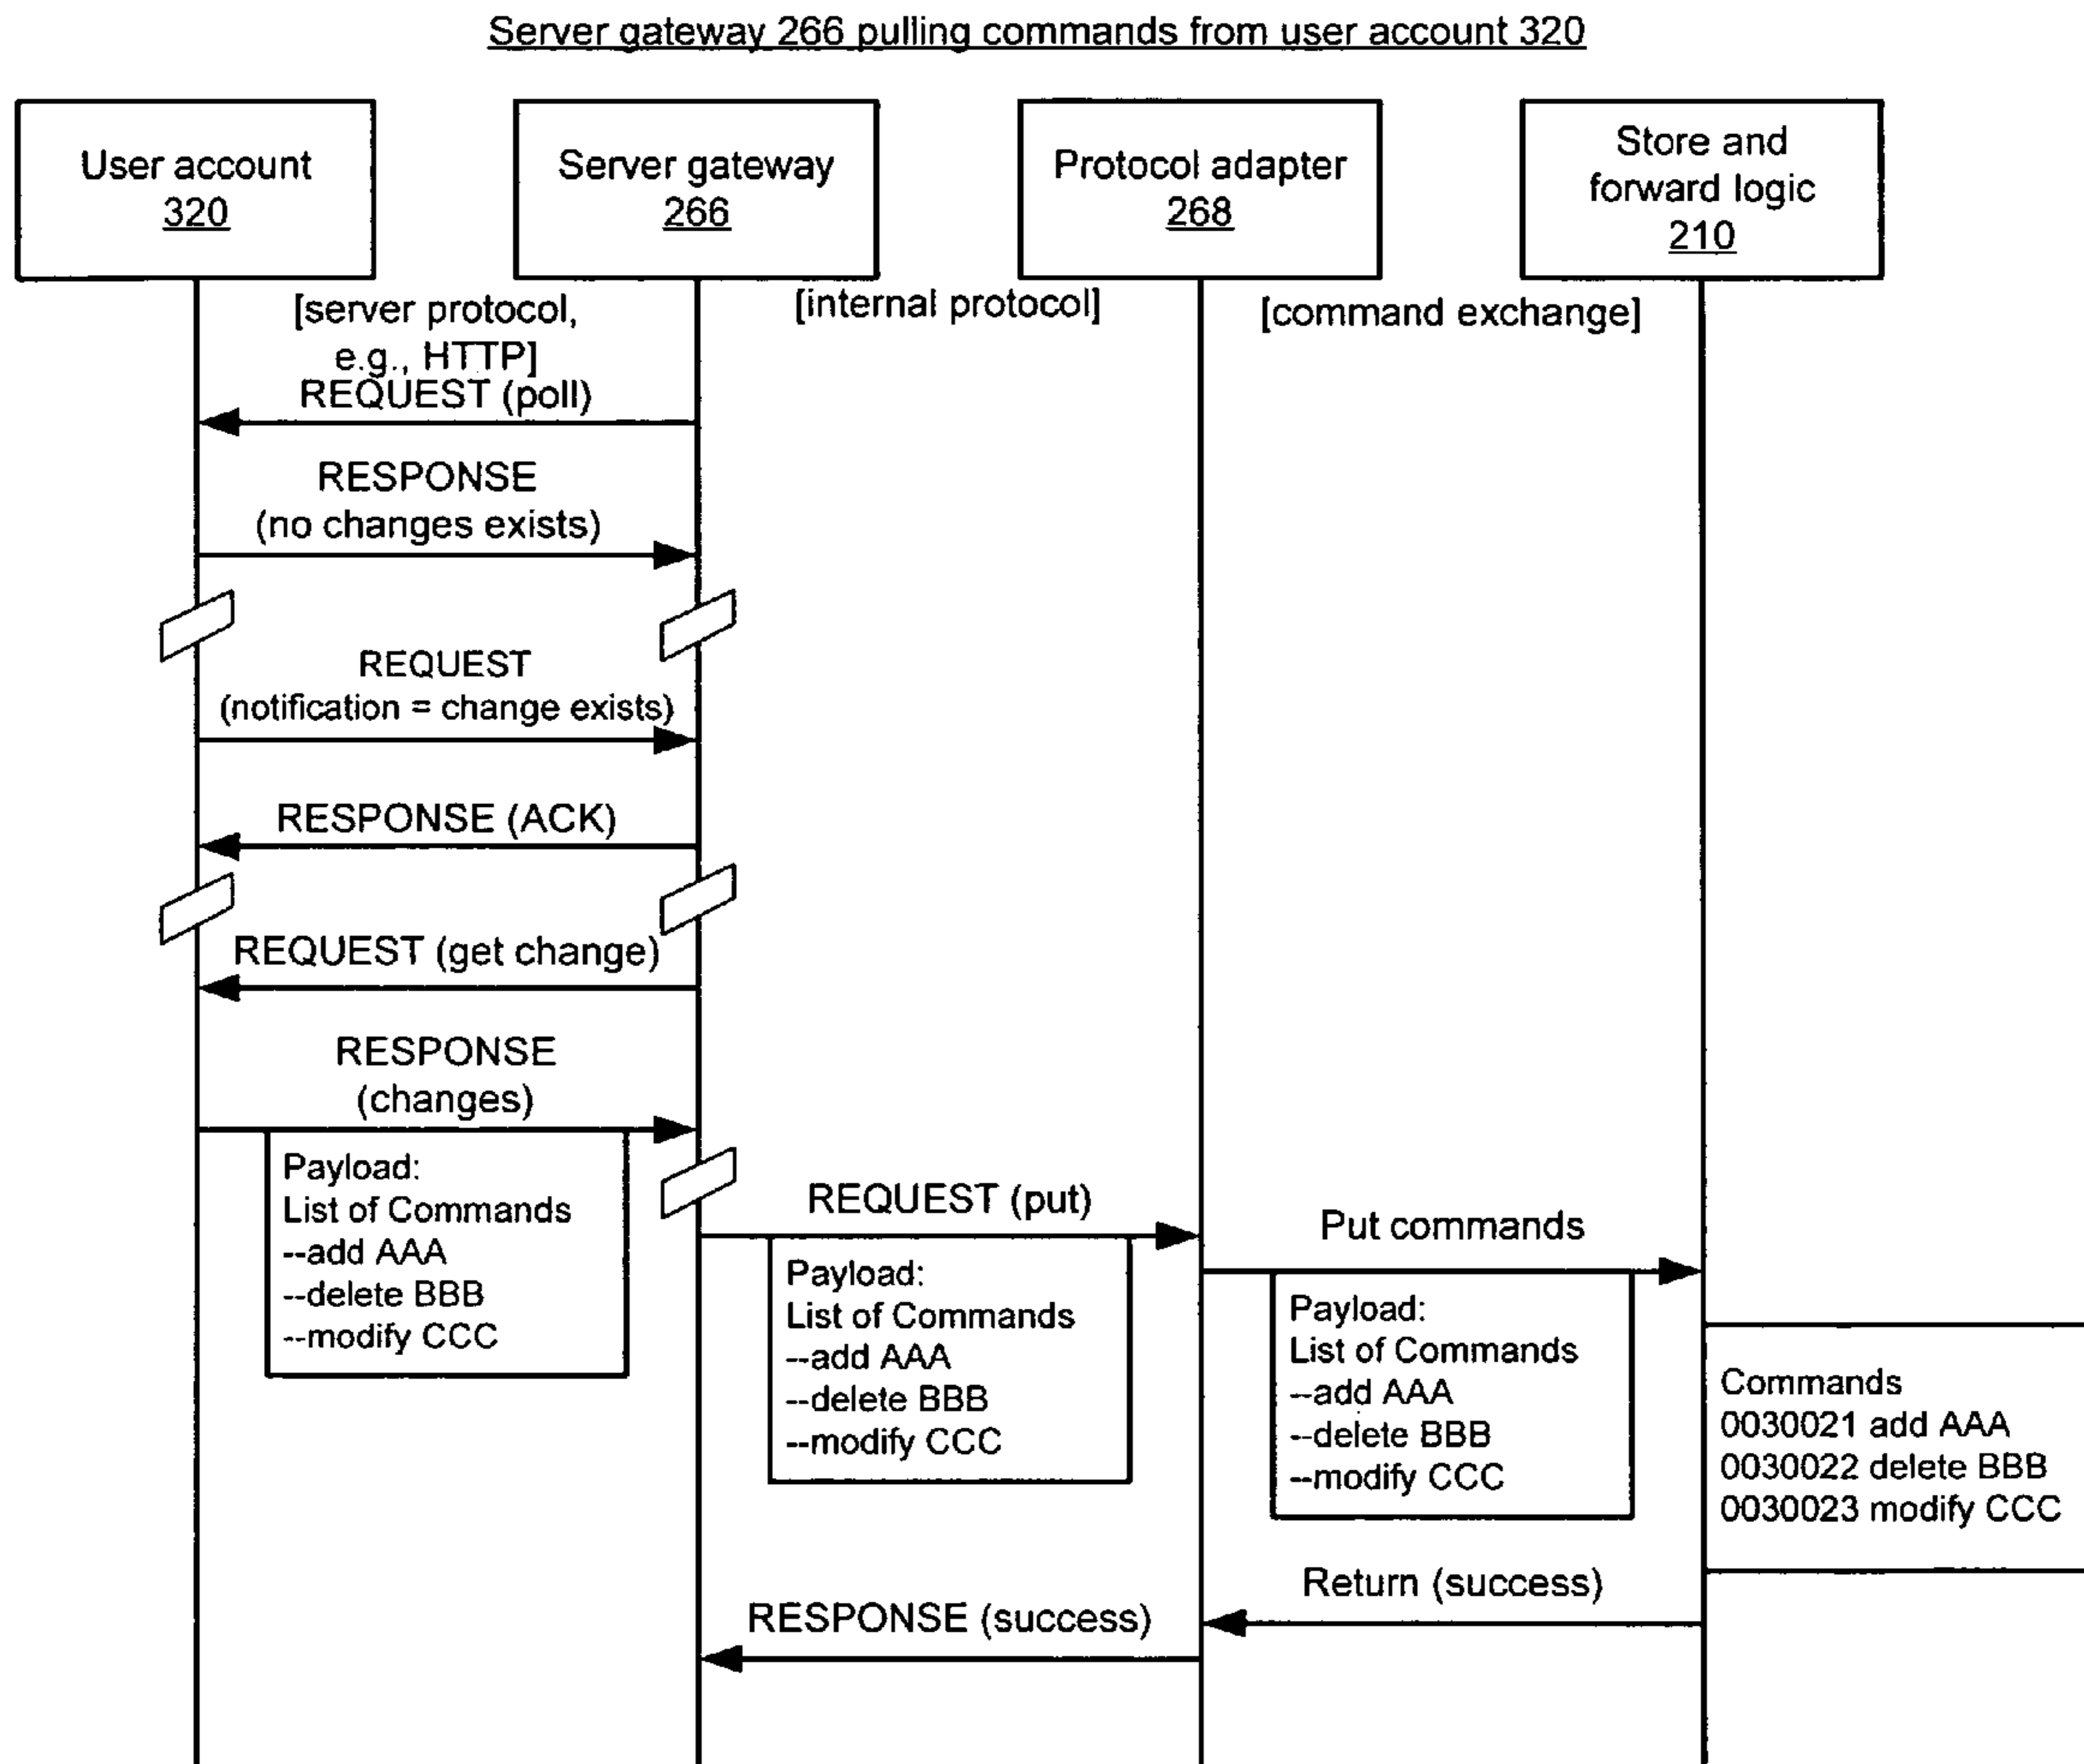 Server gateway 266 pulling commands from user account 320
User account
320
Server gateway
266
Protocol adapter
268
Store and
forward logic
210
[server protocol,
e.g., HTTP]
[internal protocol]
[command exchange]
REQUEST (poll)
RESPONSE
(no changes exists)
REQUEST
(notification = change exists)
RESPONSE (ACK)
REQUEST (get change)
RESPONSE
(changes)
Payload:
List of Commands
--add AAA
--delete BBB
--modify CCC
REQUEST (put)
Payload:
List of Commands
--add AAA
--delete BBB
--modify CCC
Put commands
Payload:
List of Commands
--add AAA
--delete BBB
--modify CCC
Commands
0030021 add AAA
0030022 delete BBB
0030023 modify CCC
Return (success)
RESPONSE (success)